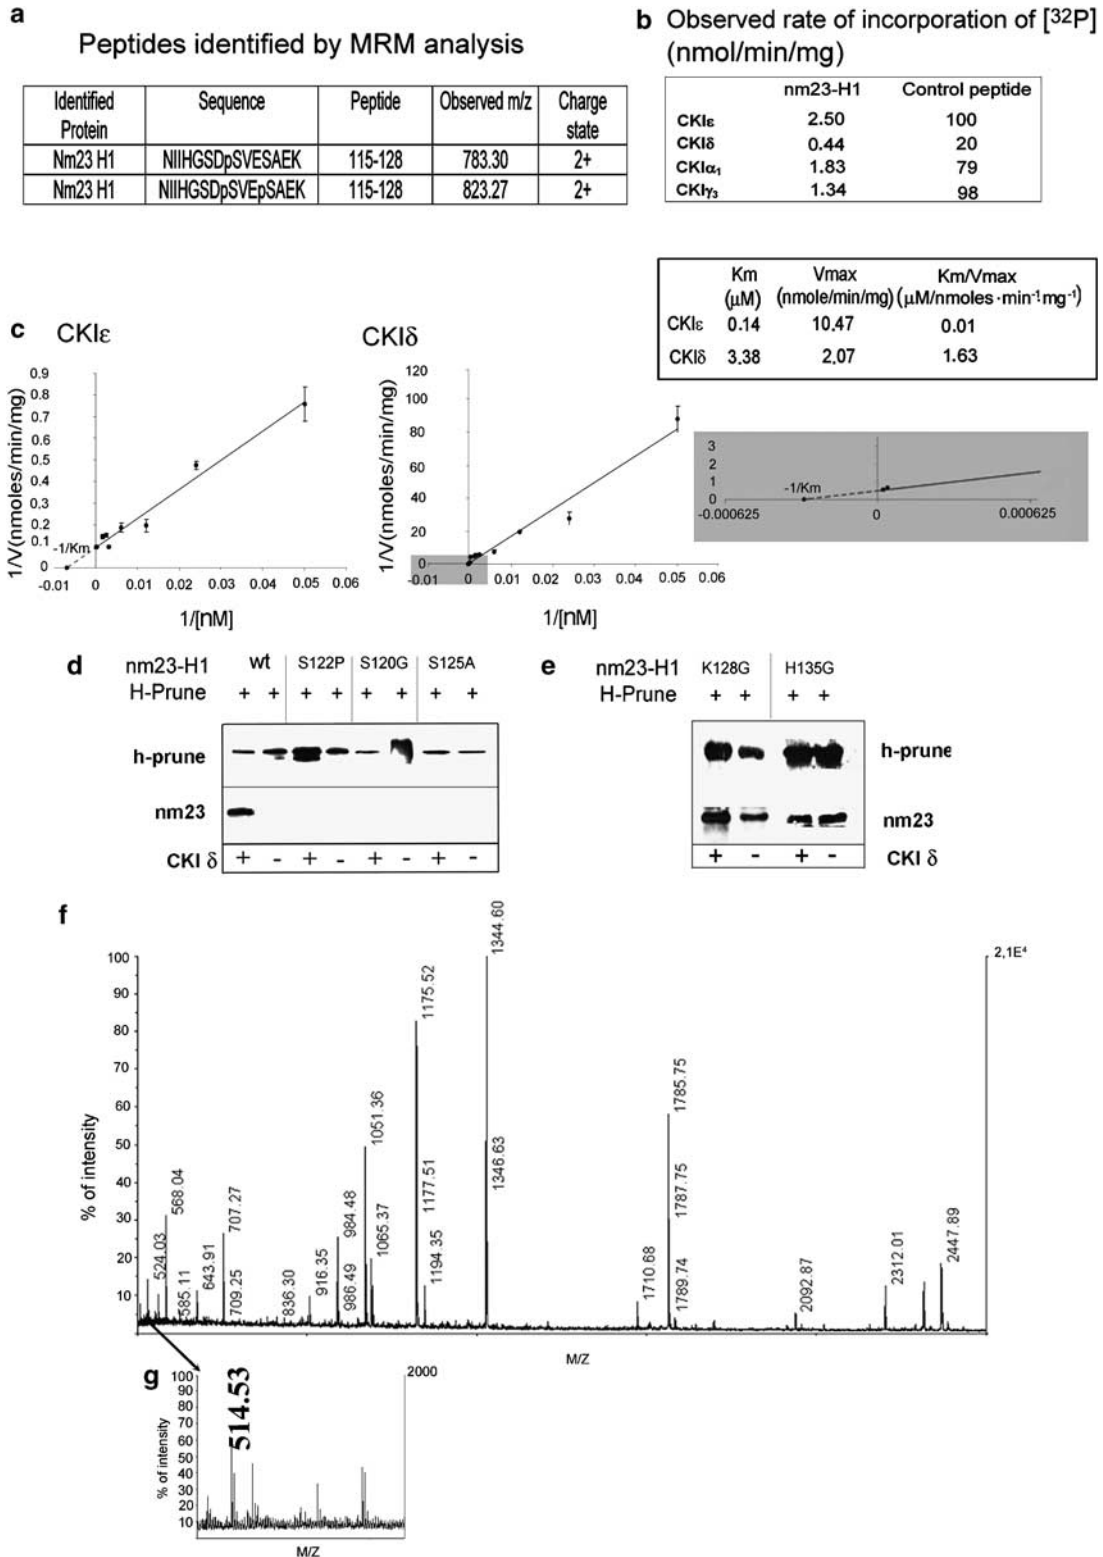 a
Peptides identified by MRM analysis
Identified Protein Sequence Peptide Observed m/z Charge state
Nm23 H1 NIIHGSDpSVESAEK 115-128 783.30 2+
Nm23 H1 NIIHGSDpSVEpSAEK 115-128 823.27 2+
b Observed rate of incorporation of [³²P]
(nmol/min/mg)
nm23-H1 Control peptide
CKIε 2.50 100
CKIδ 0.44 20
CKIα₁ 1.83 79
CKIγ₃ 1.34 98
Km Vmax Km/Vmax
(µM) (nmole/min/mg) (µM/nmoles·min⁻¹mg⁻¹)
CKIε 0.14 10.47 0.01
CKIδ 3.38 2.07 1.63
c CKIε
1/V(nmoles/min/mg)
0.9
0.8
0.7
0.6
0.5
0.4
0.3
0.2
0.1
0
-1/Km
-0.01 0 0.01 0.02 0.03 0.04 0.05 0.06
1/[nM]
CKIδ
1/V(nmoles/min/mg)
120
100
80
60
40
20
0
-0.01 0 0.01 0.02 0.03 0.04 0.05 0.06
1/[nM]
3
2
1
0
-1/Km
-0.000625 0 0.000625
d
nm23-H1 wt S122P S120G S125A
H-Prune + + + + + + + +
h-prune
nm23
CKI δ + - + - + - + -
e
nm23-H1 K128G H135G
H-Prune + + + +
h-prune
nm23
+ - + - CKI δ
f
% of intensity
100
90
80
70
60
50
40
30
20
10
2,1E⁴
524.03
568.04
585.11
643.91
707.27
709.25
836.30
916.35
984.48
986.49
1051.36
1065.37
1175.52
1177.51
1194.35
1344.60
1346.63
1710.68
1785.75
1787.75
1789.74
2092.87
2312.01
2447.89
M/Z
g
% of intensity
100
90
80
70
60
50
40
30
20
10
514.53
2000
M/Z